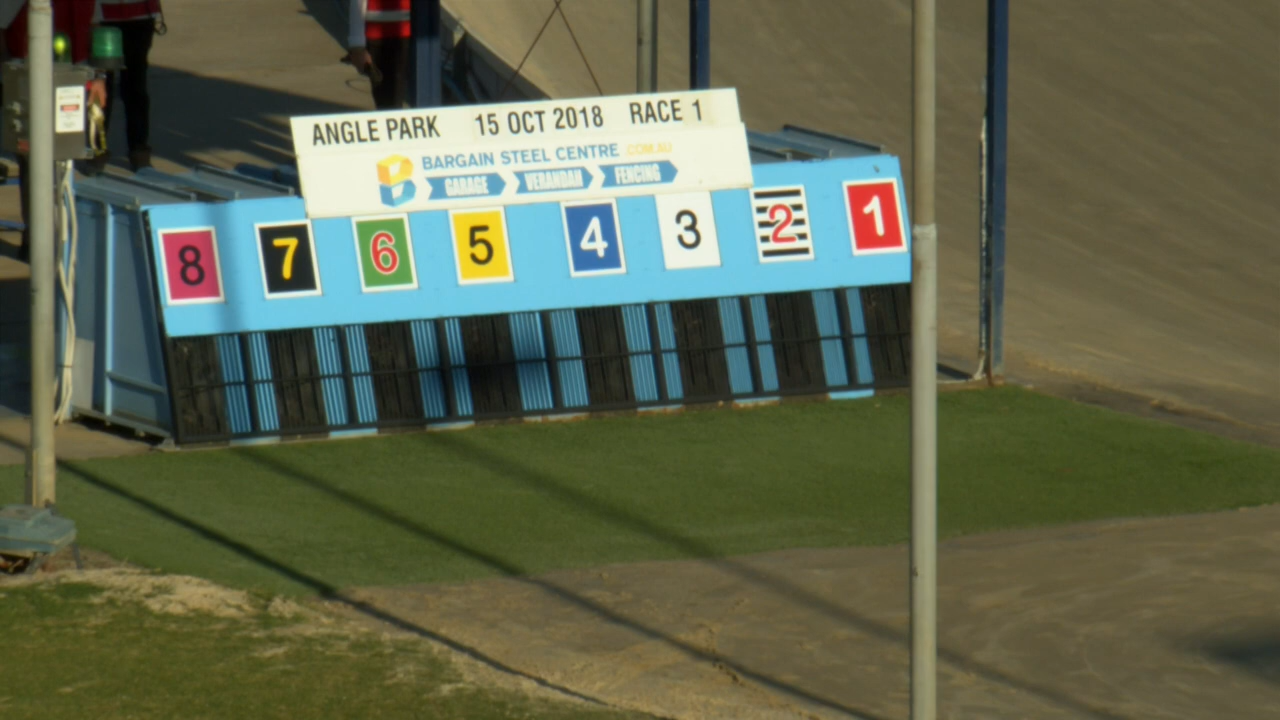 ANGLE PARK 15 OCT 2018 RACE 1
BARGAIN STEEL CENTRE .COM.AU
GARAGE VERANDAH FENCING
8 7 6 5 4 3 2 1